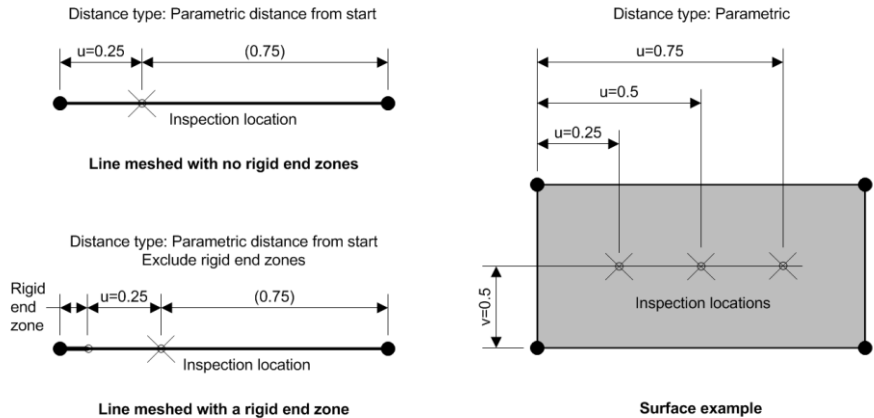 Distance type: Parametric distance from start
u=0.25
(0.75)
Inspection location
Line meshed with no rigid end zones
Distance type: Parametric distance from start
Exclude rigid end zones
Rigid
end
zone
u=0.25
(0.75)
Inspection location
Line meshed with a rigid end zone
Distance type: Parametric
u=0.75
u=0.5
u=0.25
v=0.5
Inspection locations
Surface example